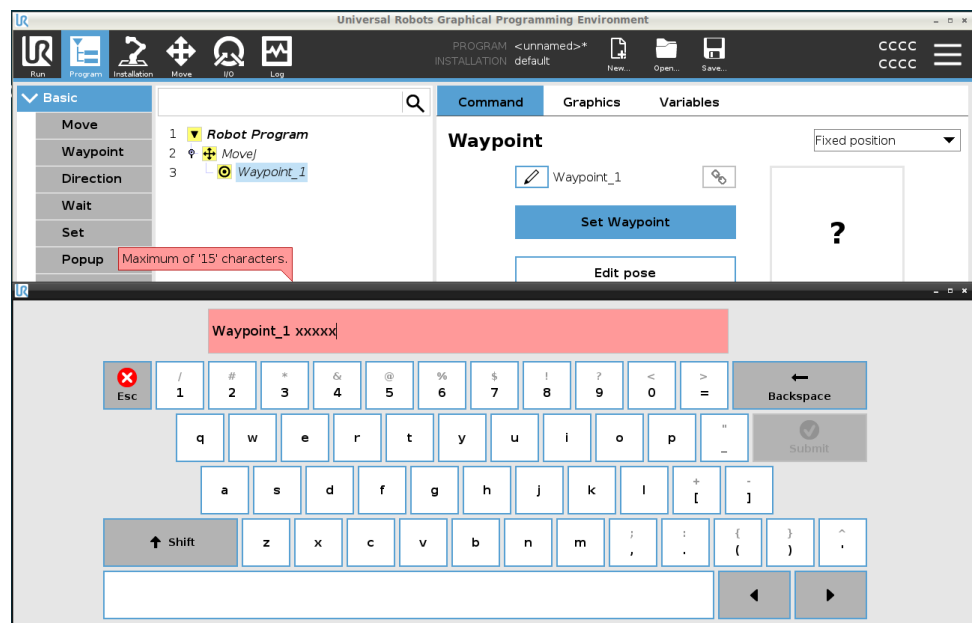 Universal Robots Graphical Programming Environment
UR
Run
Program
Installation
Move
I/O
Log
PROGRAM <unnamed>*
INSTALLATION default
New...
Open...
Save...
CCCC
CCCC
Basic
Move
Waypoint
Direction
Wait
Set
Popup
1 Robot Program
2 MoveJ
3 Waypoint_1
Maximum of '15' characters.
Command Graphics Variables
Waypoint
Fixed position
Waypoint_1
Set Waypoint
?
Edit pose
Waypoint_1 xxxxx
Esc
/ # * & @ % $ ! ? < >
1 2 3 4 5 6 7 8 9 0 =
Backspace
q w e r t y u i o p " _
Submit
a s d f g h j k l + [ - ]
Shift z x c v b n m ; , : . { ( } ) ^ '